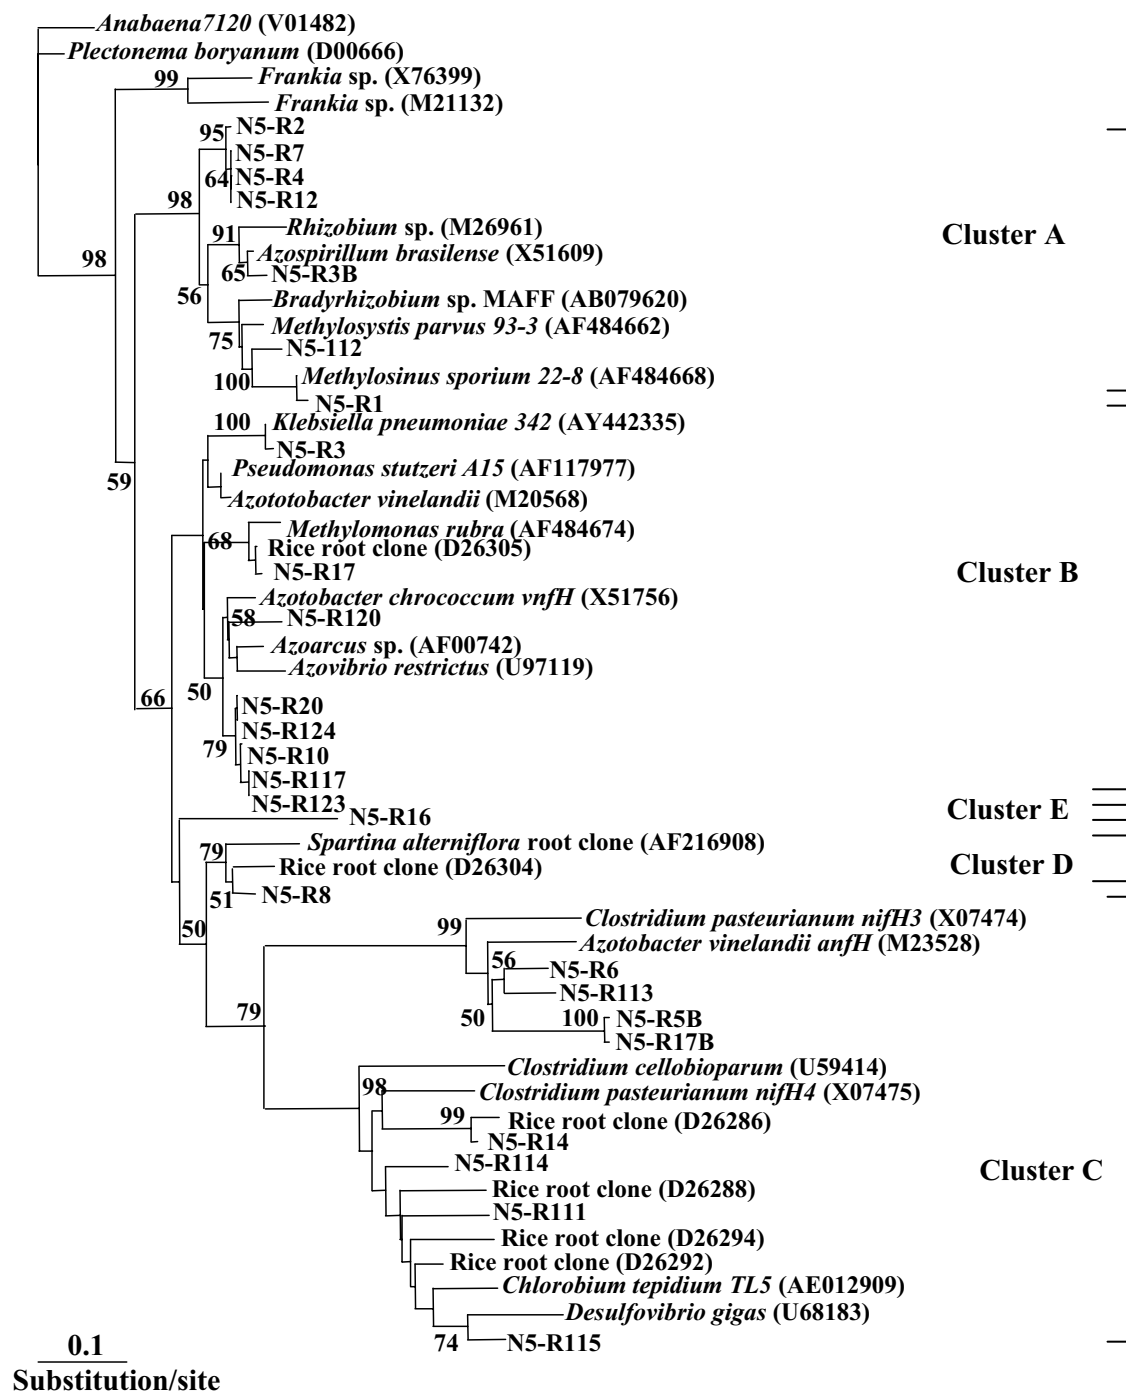 Anabaena7120 (V01482)
Plectonema boryanum (D00666)
99
Frankia sp. (X76399)
Frankia sp. (M21132)
95
N5-R2
N5-R7
64
N5-R4
N5-R12
98
91
Rhizobium sp. (M26961)
Cluster A
Azospirillum brasilense (X51609)
98
65
N5-R3B
56
Bradyrhizobium sp. MAFF (AB079620)
Methylosystis parvus 93-3 (AF484662)
75
N5-112
100
Methylosinus sporium 22-8 (AF484668)
N5-R1
100
Klebsiella pneumoniae 342 (AY442335)
N5-R3
Pseudomonas stutzeri A15 (AF117977)
59
Azototobacter vinelandii (M20568)
Methylomonas rubra (AF484674)
68
Rice root clone (D26305)
N5-R17
Cluster B
Azotobacter chrococcum vnfH (X51756)
58
N5-R120
Azoarcus sp. (AF00742)
Azovibrio restrictus (U97119)
66
50
N5-R20
N5-R124
79
N5-R10
N5-R117
N5-R123
Cluster E
N5-R16
79
Spartina alterniflora root clone (AF216908)
Rice root clone (D26304)
Cluster D
51
N5-R8
50
99
Clostridium pasteurianum nifH3 (X07474)
Azotobacter vinelandii anfH (M23528)
56
N5-R6
N5-R113
79
50
100
N5-R5B
N5-R17B
Clostridium cellobioparum (U59414)
98
Clostridium pasteurianum nifH4 (X07475)
99
Rice root clone (D26286)
N5-R14
N5-R114
Cluster C
Rice root clone (D26288)
N5-R111
Rice root clone (D26294)
Rice root clone (D26292)
Chlorobium tepidium TL5 (AE012909)
Desulfovibrio gigas (U68183)
74
N5-R115
0.1
Substitution/site